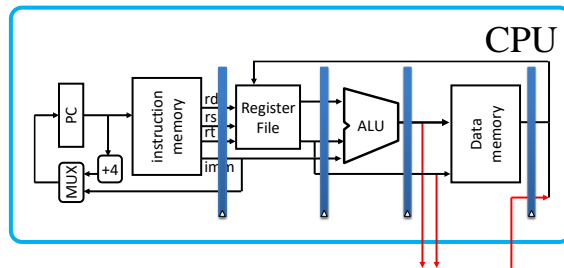 CPU
PC
+4
MUX
instruction
memory
rd
rs
rt
imm
Register
File
ALU
Data
memory